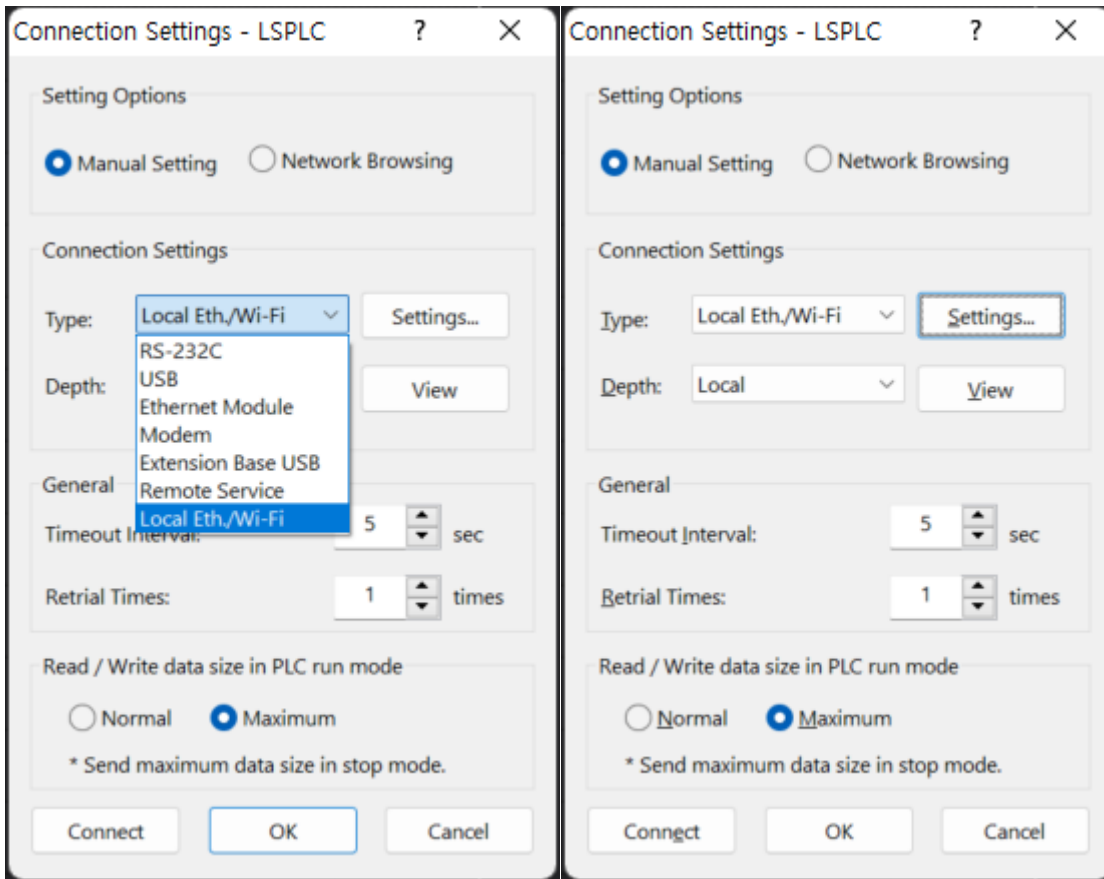 Connection Settings - LSPLC ? ×
Setting Options
Manual Setting Network Browsing
Connection Settings
Type: Local Eth./Wi-Fi Settings...
RS-232C
USB
Depth: View
Ethernet Module
Modem
Extension Base USB
Remote Service
Local Eth./Wi-Fi
General
Timeout Interval: 5 sec
Retrial Times: 1 times
Read / Write data size in PLC run mode
Normal Maximum
* Send maximum data size in stop mode.
Connect OK Cancel
Connection Settings - LSPLC ? ×
Setting Options
Manual Setting Network Browsing
Connection Settings
Type: Local Eth./Wi-Fi Settings...
Depth: Local View
General
Timeout Interval: 5 sec
Retrial Times: 1 times
Read / Write data size in PLC run mode
Normal Maximum
* Send maximum data size in stop mode.
Connect OK Cancel